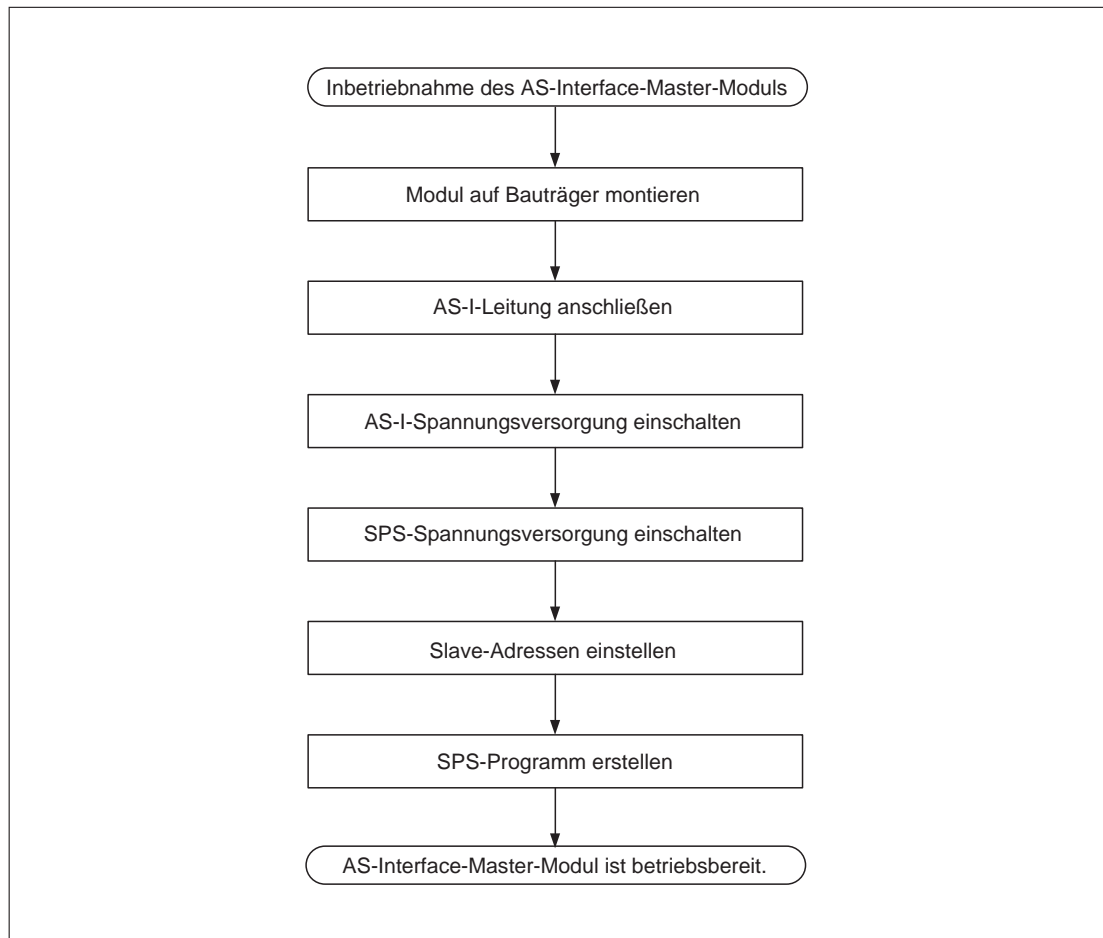 Inbetriebnahme des AS-Interface-Master-Moduls
Modul auf Bauträger montieren
AS-I-Leitung anschließen
AS-I-Spannungsversorgung einschalten
SPS-Spannungsversorgung einschalten
Slave-Adressen einstellen
SPS-Programm erstellen
AS-Interface-Master-Modul ist betriebsbereit.